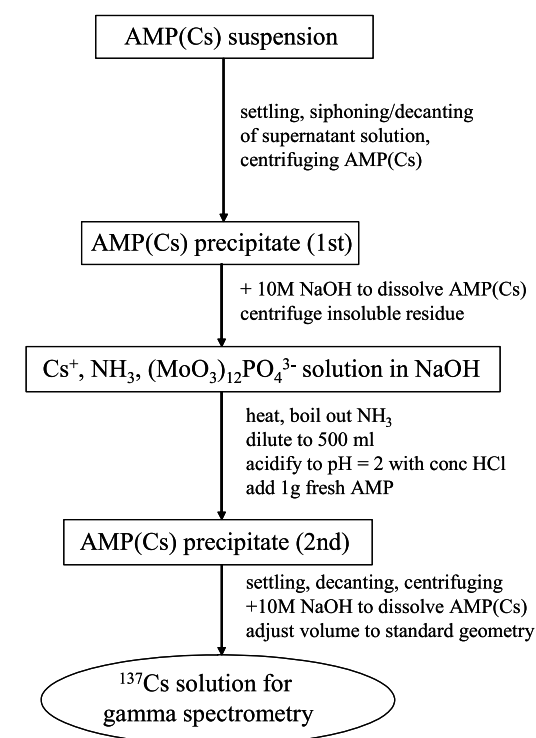 AMP(Cs) suspension
settling, siphoning/decanting
of supernatant solution,
centrifuging AMP(Cs)
AMP(Cs) precipitate (1st)
+ 10M NaOH to dissolve AMP(Cs)
centrifuge insoluble residue
Cs⁺, NH₃, (MoO₃)₁₂PO₄³⁻ solution in NaOH
heat, boil out NH₃
dilute to 500 ml
acidify to pH = 2 with conc HCl
add 1g fresh AMP
AMP(Cs) precipitate (2nd)
settling, decanting, centrifuging
+10M NaOH to dissolve AMP(Cs)
adjust volume to standard geometry
¹³⁷Cs solution for
gamma spectrometry